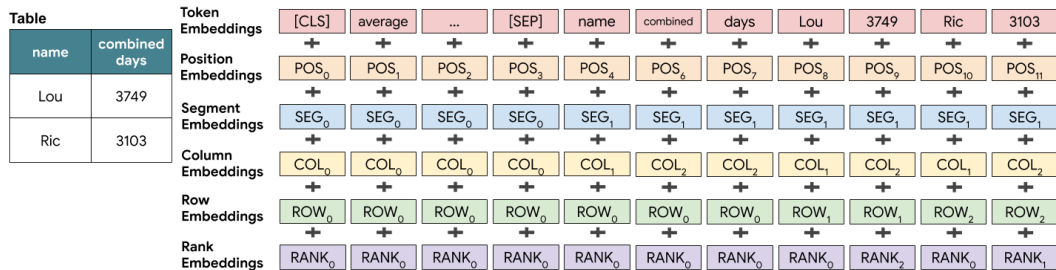 Table
name combined days
Lou 3749
Ric 3103
Token Embeddings [CLS] average ... [SEP] name combined days Lou 3749 Ric 3103
+ + + + + + + + + + +
Position Embeddings POS₀ POS₁ POS₂ POS₃ POS₄ POS₆ POS₇ POS₈ POS₉ POS₁₀ POS₁₁
+ + + + + + + + + + +
Segment Embeddings SEG₀ SEG₀ SEG₀ SEG₀ SEG₁ SEG₁ SEG₁ SEG₁ SEG₁ SEG₁ SEG₁
+ + + + + + + + + + +
Column Embeddings COL₀ COL₀ COL₀ COL₀ COL₁ COL₂ COL₂ COL₁ COL₂ COL₁ COL₂
+ + + + + + + + + + +
Row Embeddings ROW₀ ROW₀ ROW₀ ROW₀ ROW₀ ROW₀ ROW₀ ROW₁ ROW₁ ROW₂ ROW₂
+ + + + + + + + + + +
Rank Embeddings RANK₀ RANK₀ RANK₀ RANK₀ RANK₀ RANK₀ RANK₀ RANK₀ RANK₂ RANK₀ RANK₁